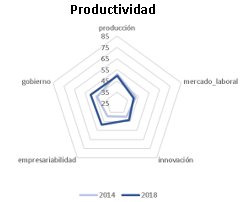 Productividad
producción
85
75
65
55
45
35
25
mercado_laboral
gobierno
empresariabilidad
innovación
2014
2018